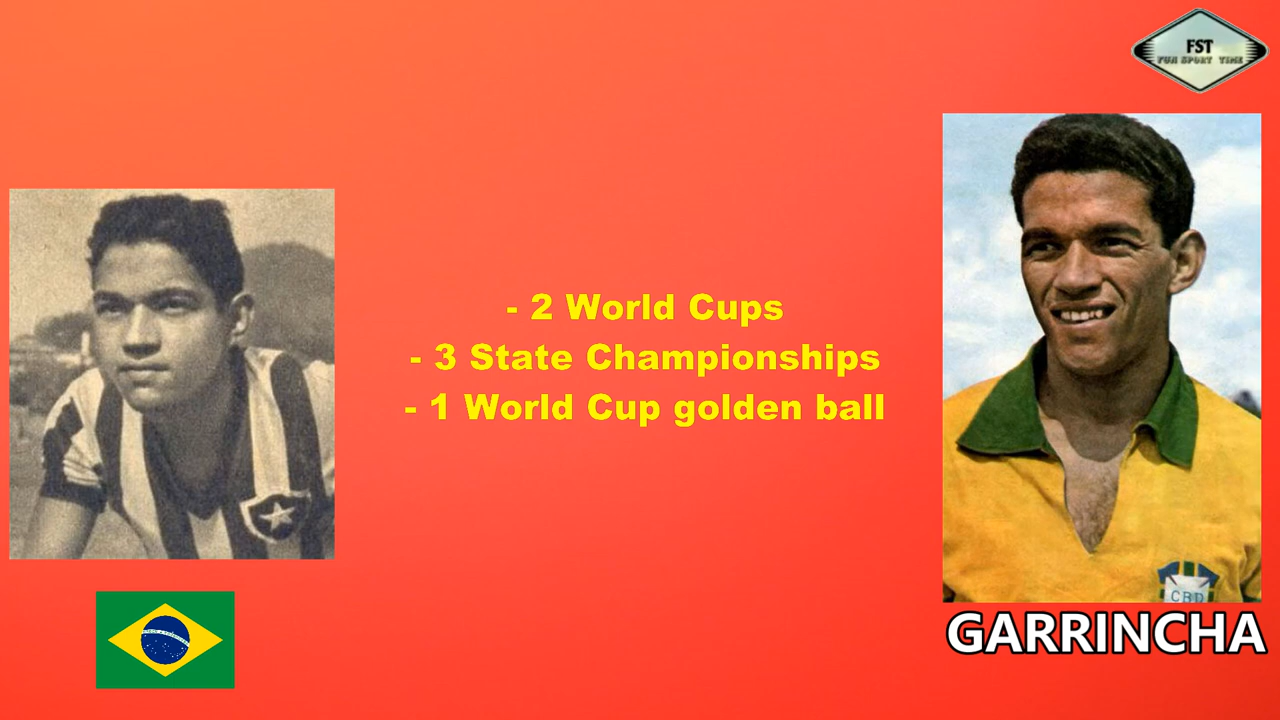 FST
FUN SPORT TIME
- 2 World Cups
- 3 State Championships
- 1 World Cup golden ball
CBD
GARRINCHA